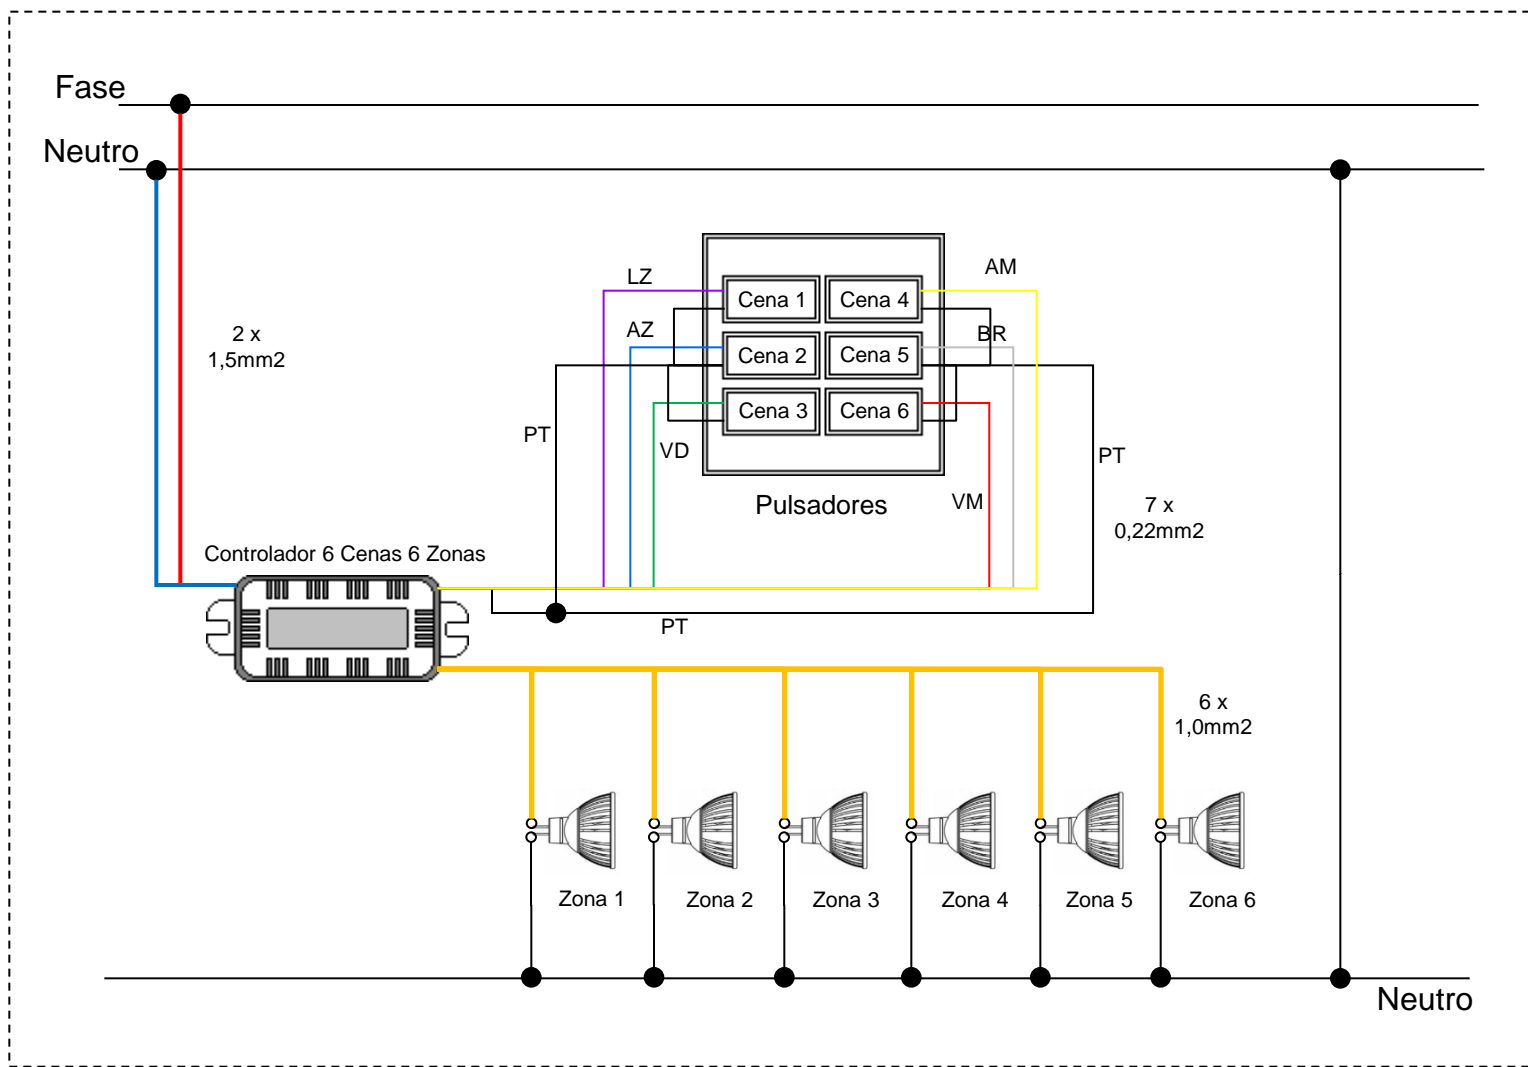 Fase
Neutro
LZ
AM
Cena 1
Cena 4
AZ
BR
2 x
1,5mm2
Cena 2
Cena 5
Cena 3
Cena 6
PT
VD
PT
VM
Pulsadores
7 x
0,22mm2
Controlador 6 Cenas 6 Zonas
PT
6 x
1,0mm2
Zona 1
Zona 2
Zona 3
Zona 4
Zona 5
Zona 6
Neutro